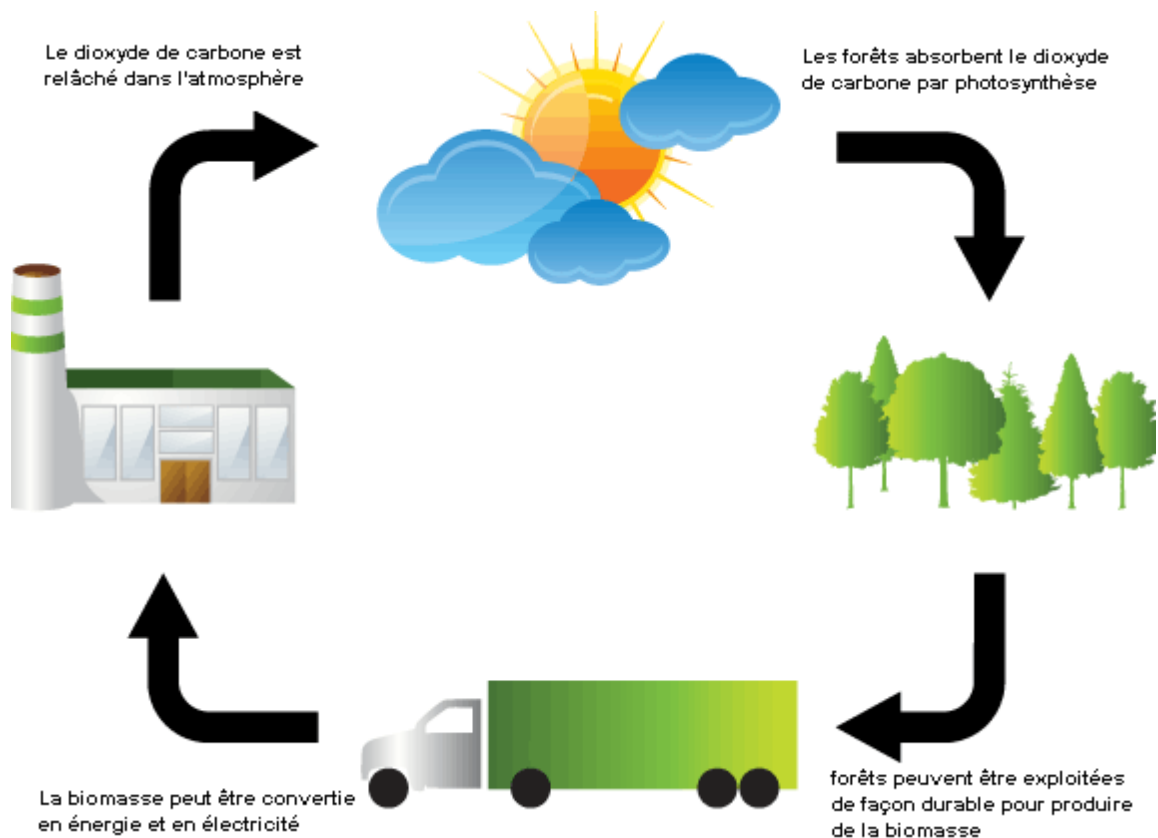 Le dioxyde de carbone est
relâché dans l'atmosphère
Les forêts absorbent le dioxyde
de carbone par photosynthèse
forêts peuvent être exploitées
de façon durable pour produire
de la biomasse
La biomasse peut être convertie
en énergie et en électricité